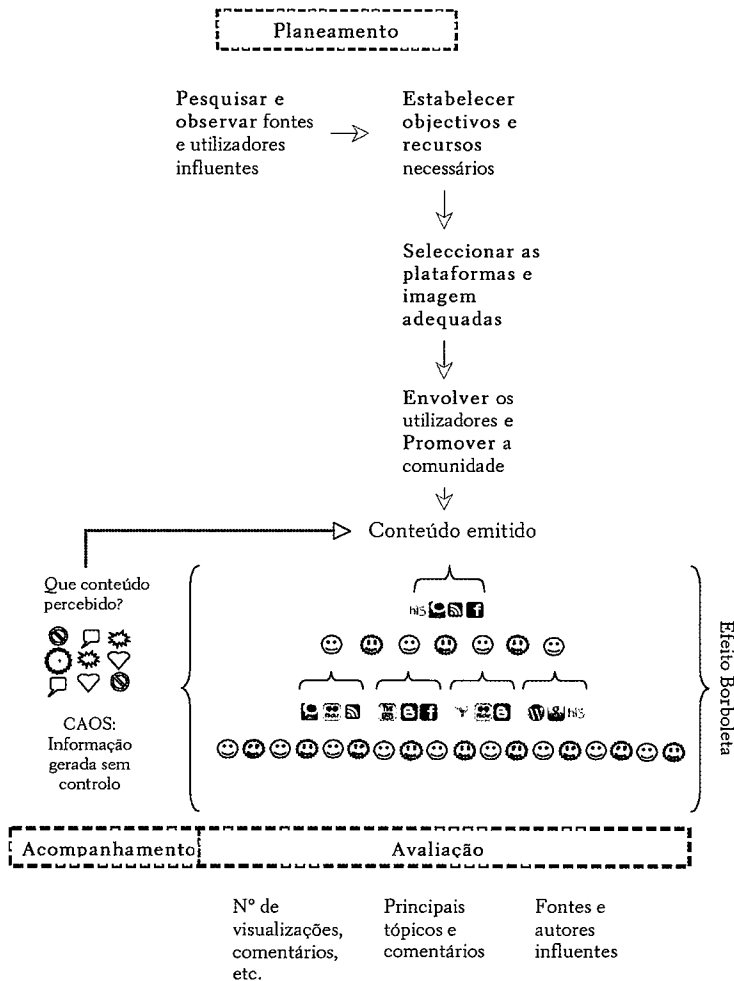 Planeamento
Pesquisar e
observar fontes
e utilizadores
influentes
Estabelecer
objectivos e
recursos
necessários
Seleccionar as
plataformas e
imagem
adequadas
Envolver os
utilizadores e
Promover a
comunidade
Conteúdo emitido
Que conteúdo
percebido?
CAOS:
Informação
gerada sem
controlo
hi5
hi5
Efeito Borboleta
Acompanhamento
Avaliação
Nº de
visualizações,
comentários,
etc.
Principais
tópicos e
comentários
Fontes e
autores
influentes